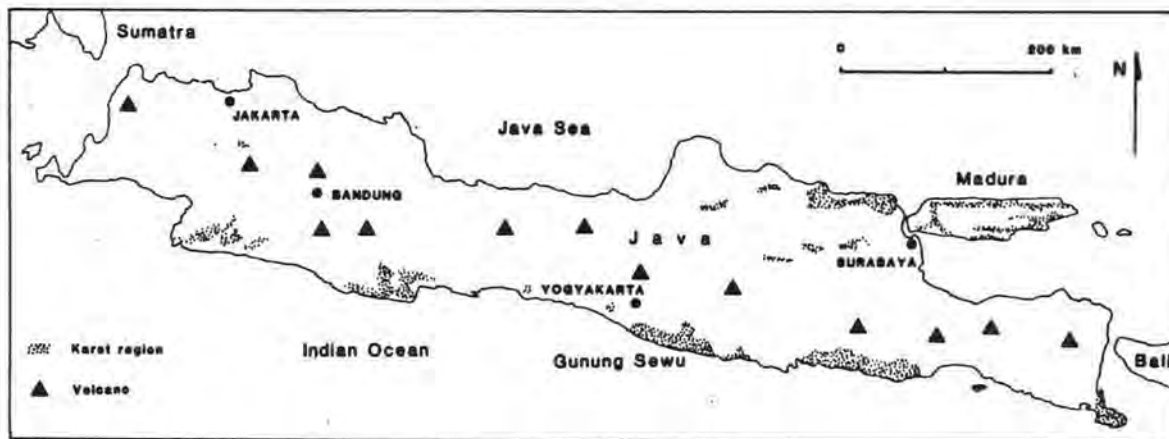 Sumatra
0 200 km
N
JAKARTA
Java Sea
BANDUNG
Madura
Java
SURABAYA
YOGYAKARTA
Karst region
Indian Ocean
Gunung Sewu
Bali
Volcano